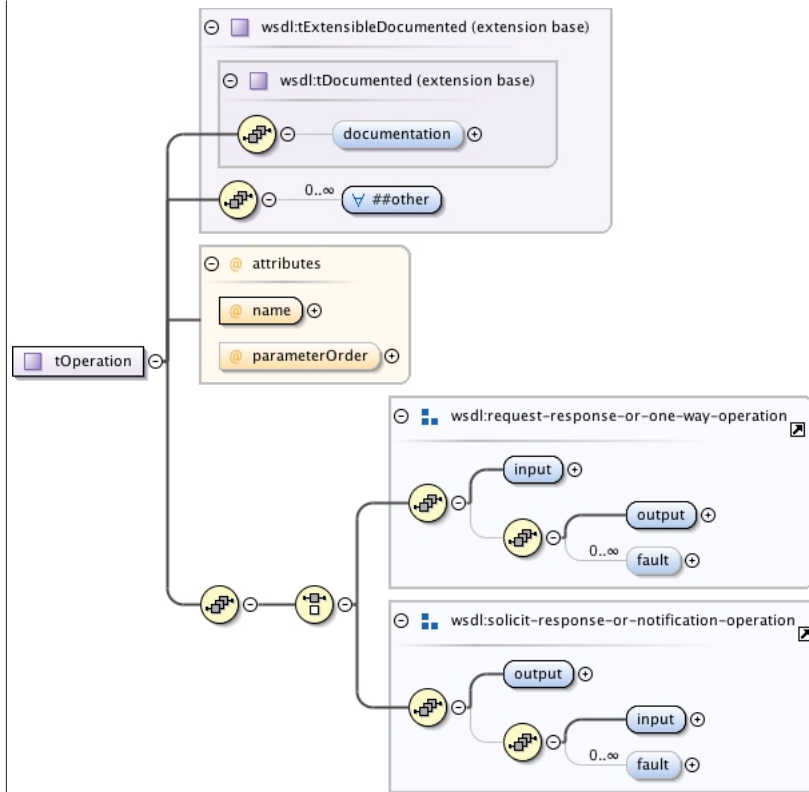 wsdl:tExtensibleDocumented (extension base)
wsdl:tDocumented (extension base)
documentation
0..∞
∀ ##other
@ attributes
@ name
@ parameterOrder
tOperation
wsdl:request-response-or-one-way-operation
input
output
0..∞
fault
wsdl:solicit-response-or-notification-operation
output
input
0..∞
fault